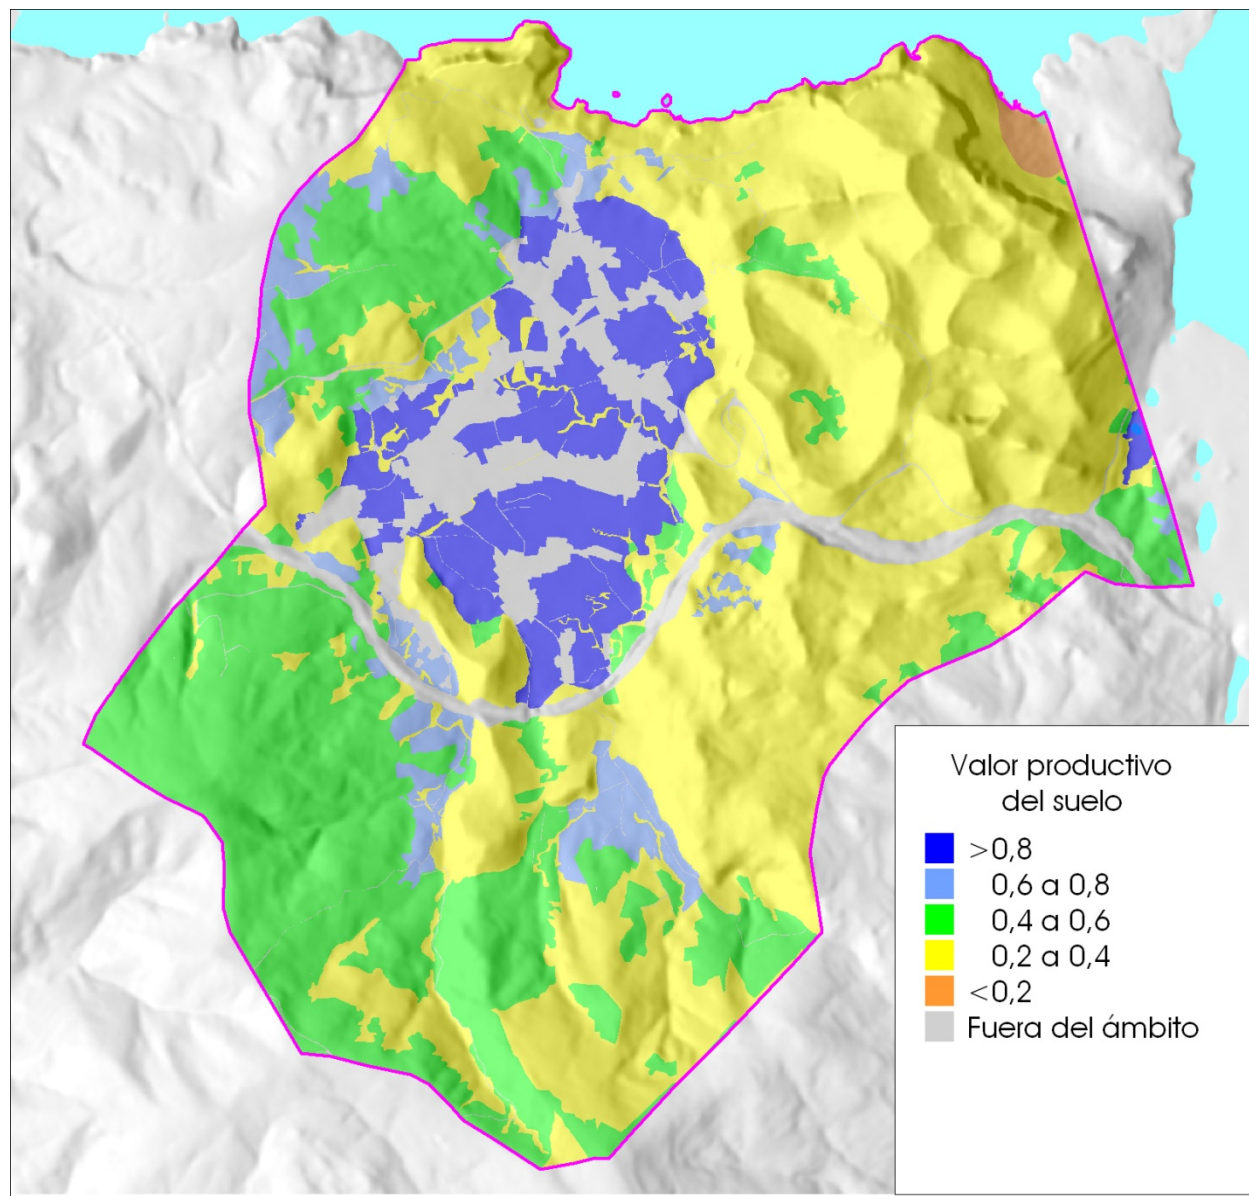 Valor productivo
del suelo
>0,8
0,6 a 0,8
0,4 a 0,6
0,2 a 0,4
<0,2
Fuera del ámbito